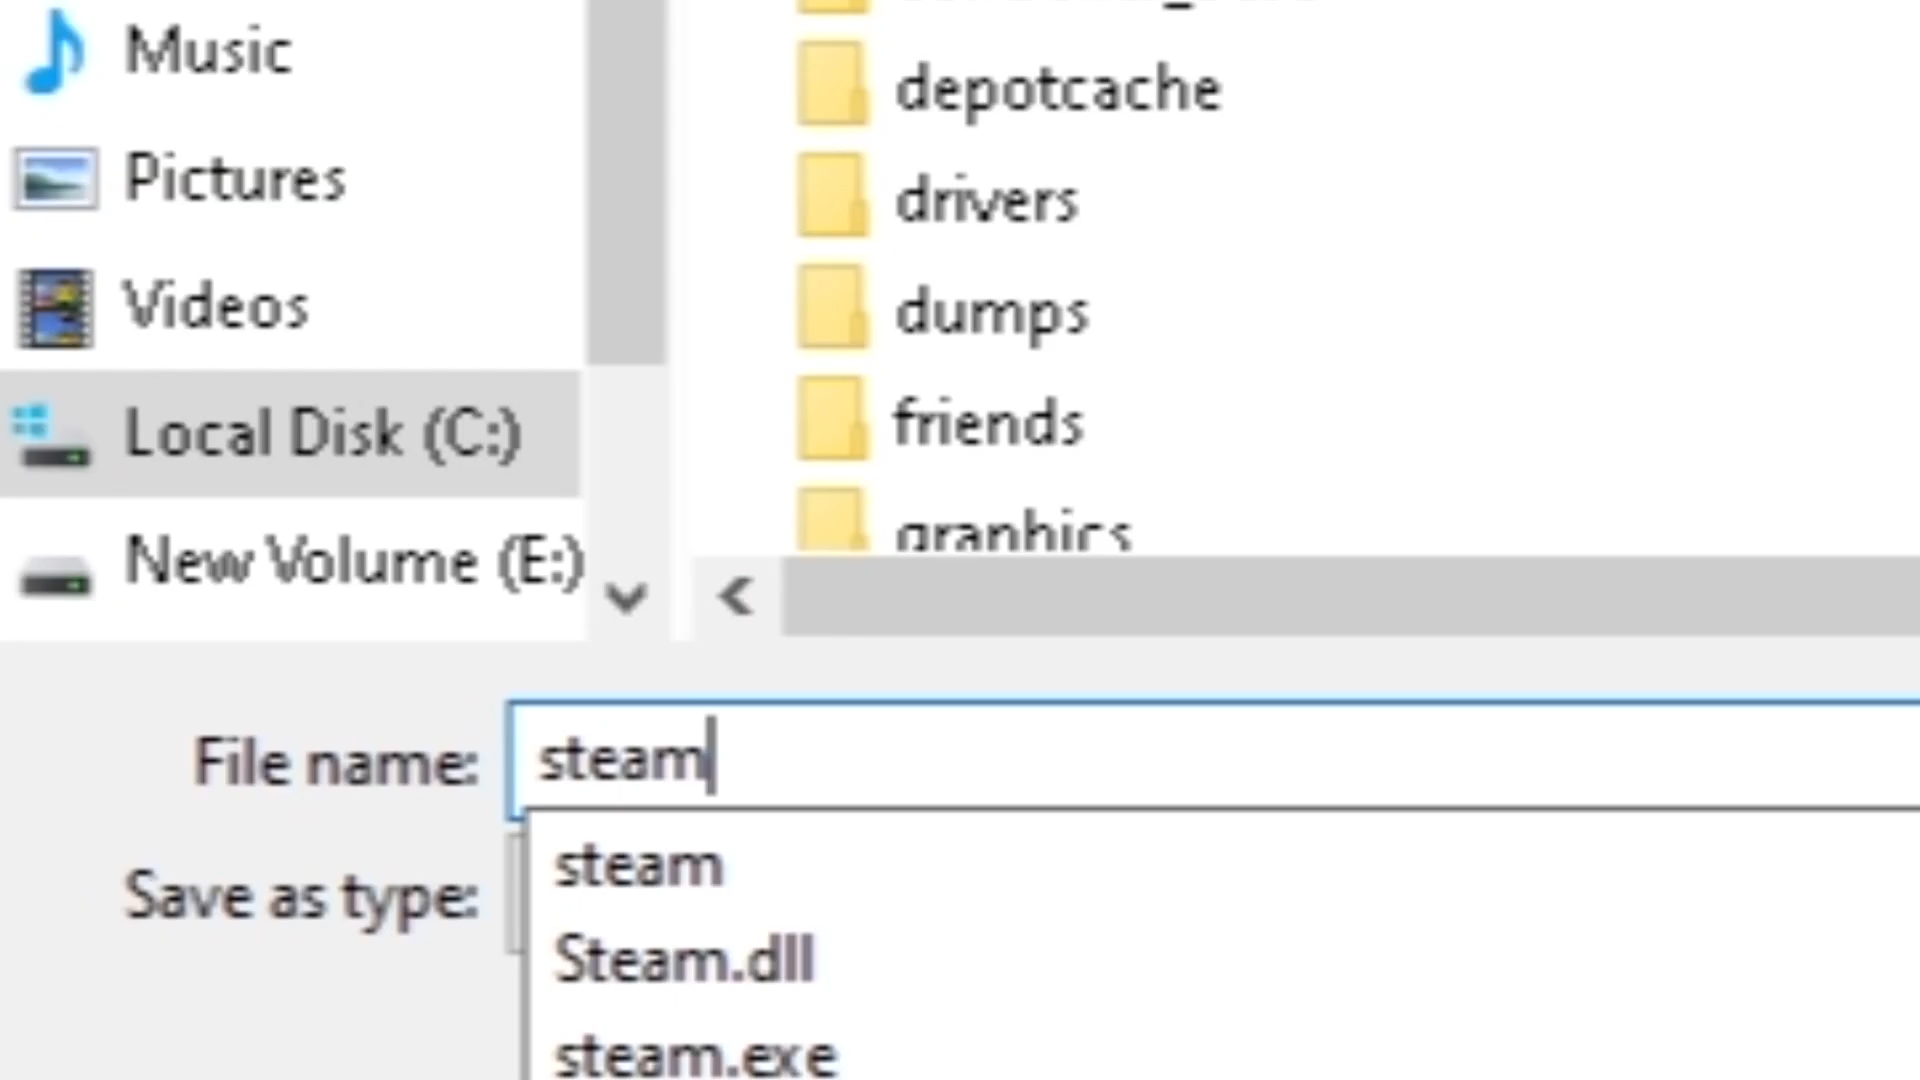 Music
Pictures
Videos
Local Disk (C:)
New Volume (E:)
depotcache
drivers
dumps
friends
graphics
File name: steam
Save as type:
steam
Steam.dll
steam.exe